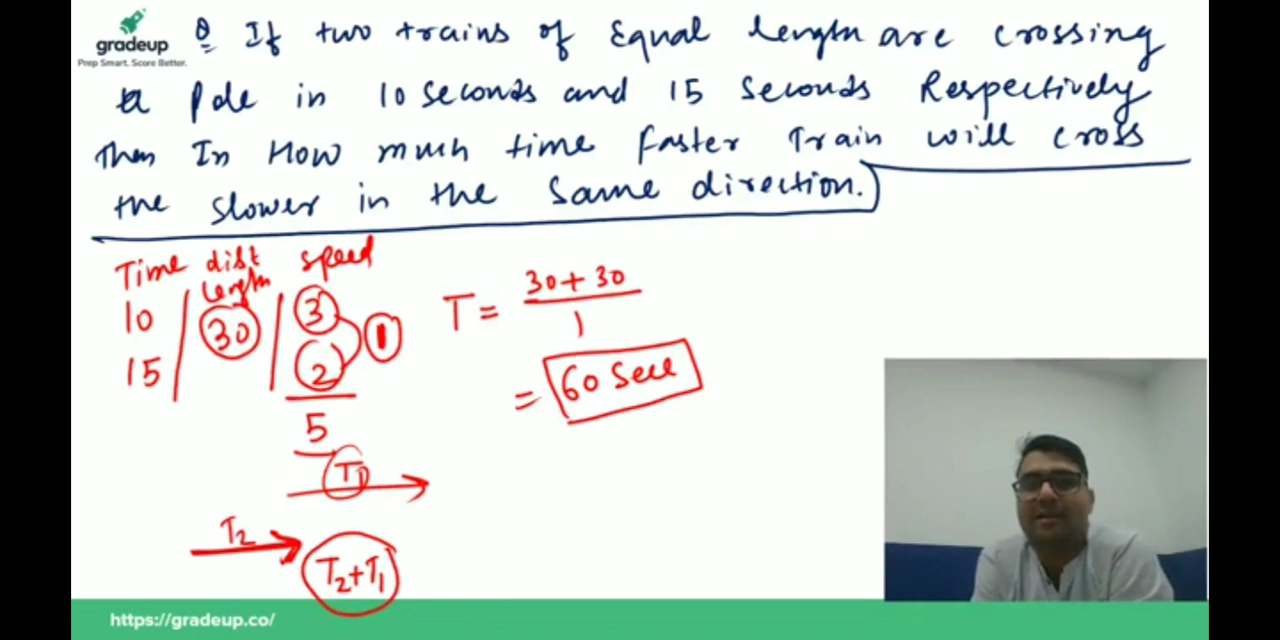 gradeup
Prep Smart. Score Better.
Q If two trains of Equal length are crossing
a Pole in 10 seconds and 15 seconds Respectively
Then In How much time Faster Train will cross
the slower in the same direction.
Time dist length speed
10 30 3 1
15 2
5
T = 30 + 30 / 1
= 60 Sec
T1
T2
T2+T1
https://gradeup.co/